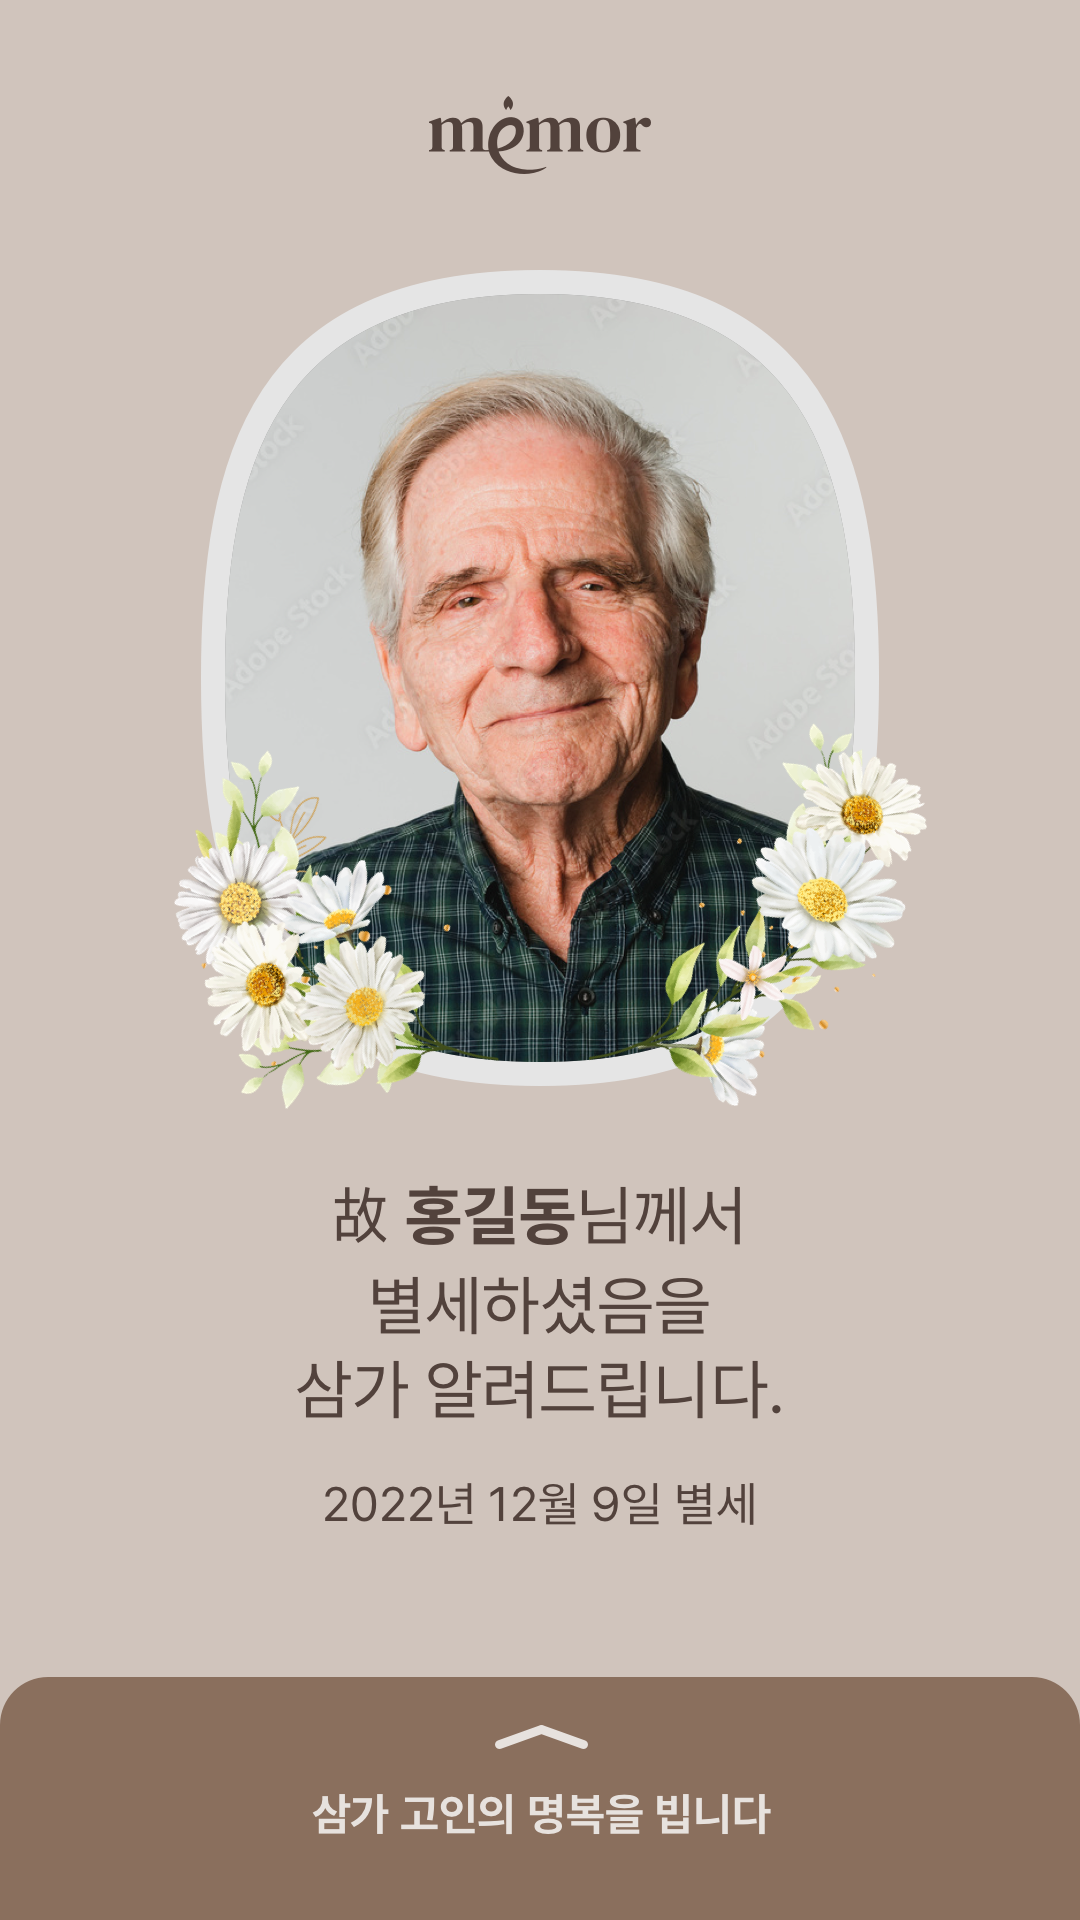 memor
Adobe Stock
故 홍길동님께서
별세하셨음을
삼가 알려드립니다.
2022년 12월 9일 별세
삼가 고인의 명복을 빕니다